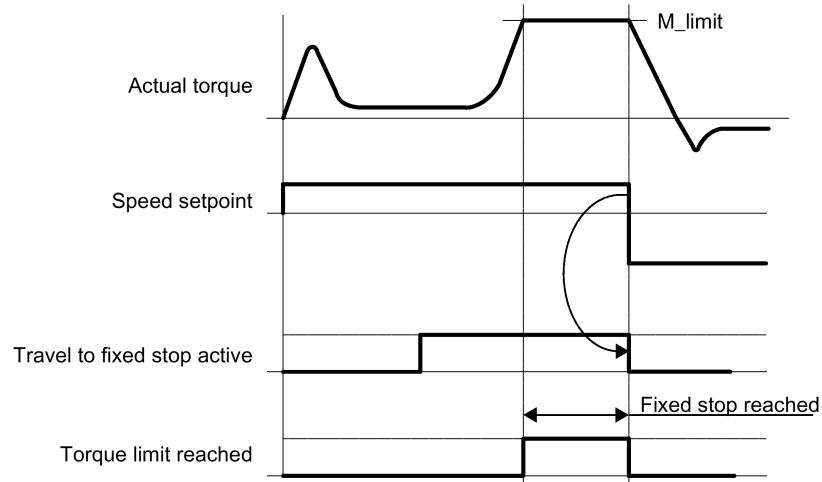 M_limit
Actual torque
Speed setpoint
Travel to fixed stop active
Fixed stop reached
Torque limit reached